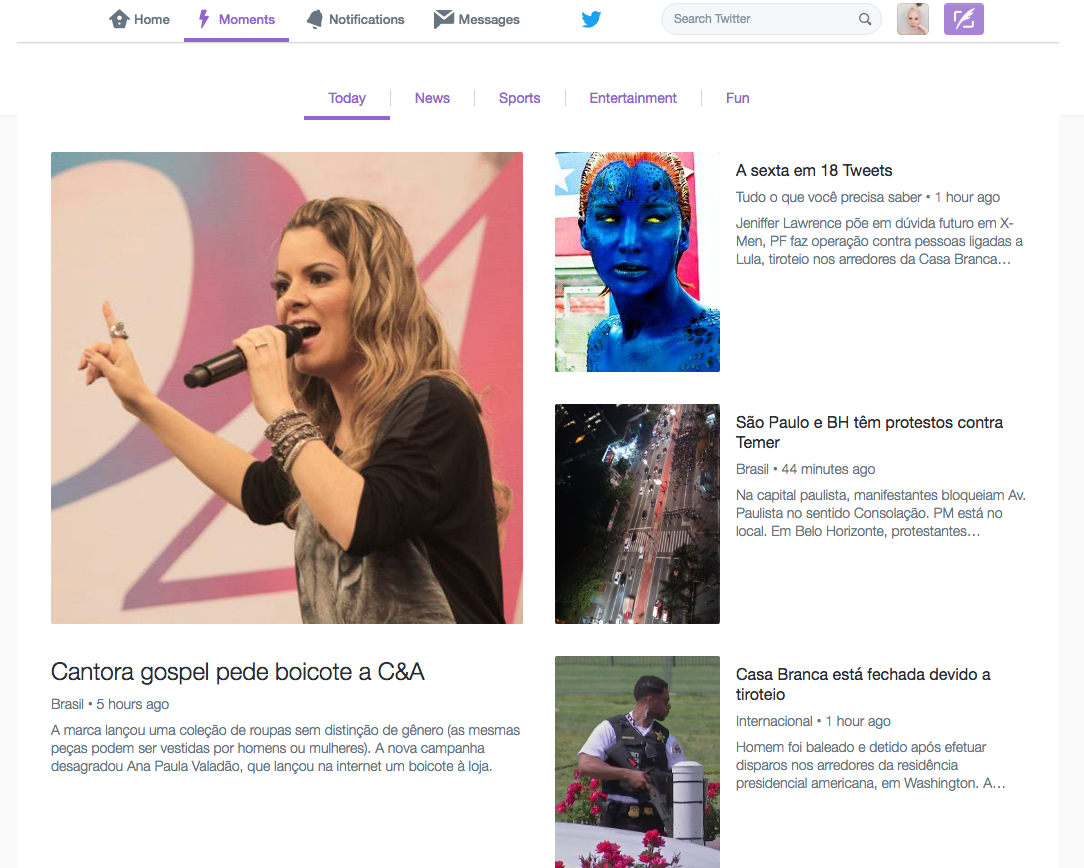 Home
Moments
Notifications
Messages
Search Twitter
Today
News
Sports
Entertainment
Fun
Cantora gospel pede boicote a C&A
Brasil • 5 hours ago
A marca lançou uma coleção de roupas sem distinção de gênero (as mesmas
peças podem ser vestidas por homens ou mulheres). A nova campanha
desagradou Ana Paula Valadão, que lançou na internet um boicote à loja.
A sexta em 18 Tweets
Tudo o que você precisa saber • 1 hour ago
Jeniffer Lawrence põe em dúvida futuro em X-
Men, PF faz operação contra pessoas ligadas a
Lula, tiroteio nos arredores da Casa Branca…
São Paulo e BH têm protestos contra
Temer
Brasil • 44 minutes ago
Na capital paulista, manifestantes bloqueiam Av.
Paulista no sentido Consolação. PM está no
local. Em Belo Horizonte, protestantes…
Casa Branca está fechada devido a
tiroteio
Internacional • 1 hour ago
Homem foi baleado e detido após efetuar
disparos nos arredores da residência
presidencial americana, em Washington. A…